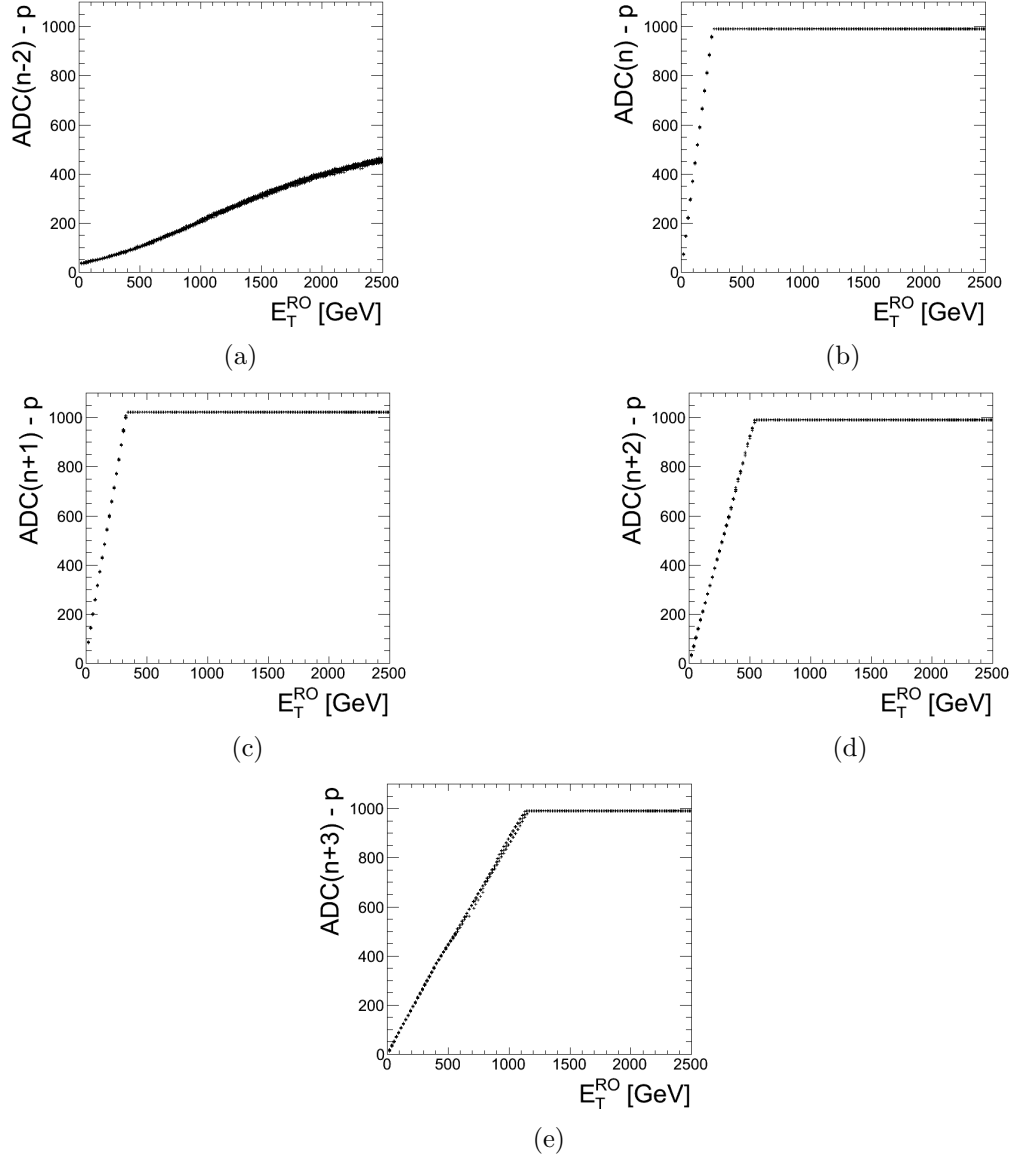 ADC(n-2) - p
1000
800
600
400
200
0
0 500 1000 1500 2000 2500
E_T^RO [GeV]
(a)
ADC(n) - p
1000
800
600
400
200
0
0 500 1000 1500 2000 2500
E_T^RO [GeV]
(b)
ADC(n+1) - p
1000
800
600
400
200
0
0 500 1000 1500 2000 2500
E_T^RO [GeV]
(c)
ADC(n+2) - p
1000
800
600
400
200
0
0 500 1000 1500 2000 2500
E_T^RO [GeV]
(d)
ADC(n+3) - p
1000
800
600
400
200
0
0 500 1000 1500 2000 2500
E_T^RO [GeV]
(e)